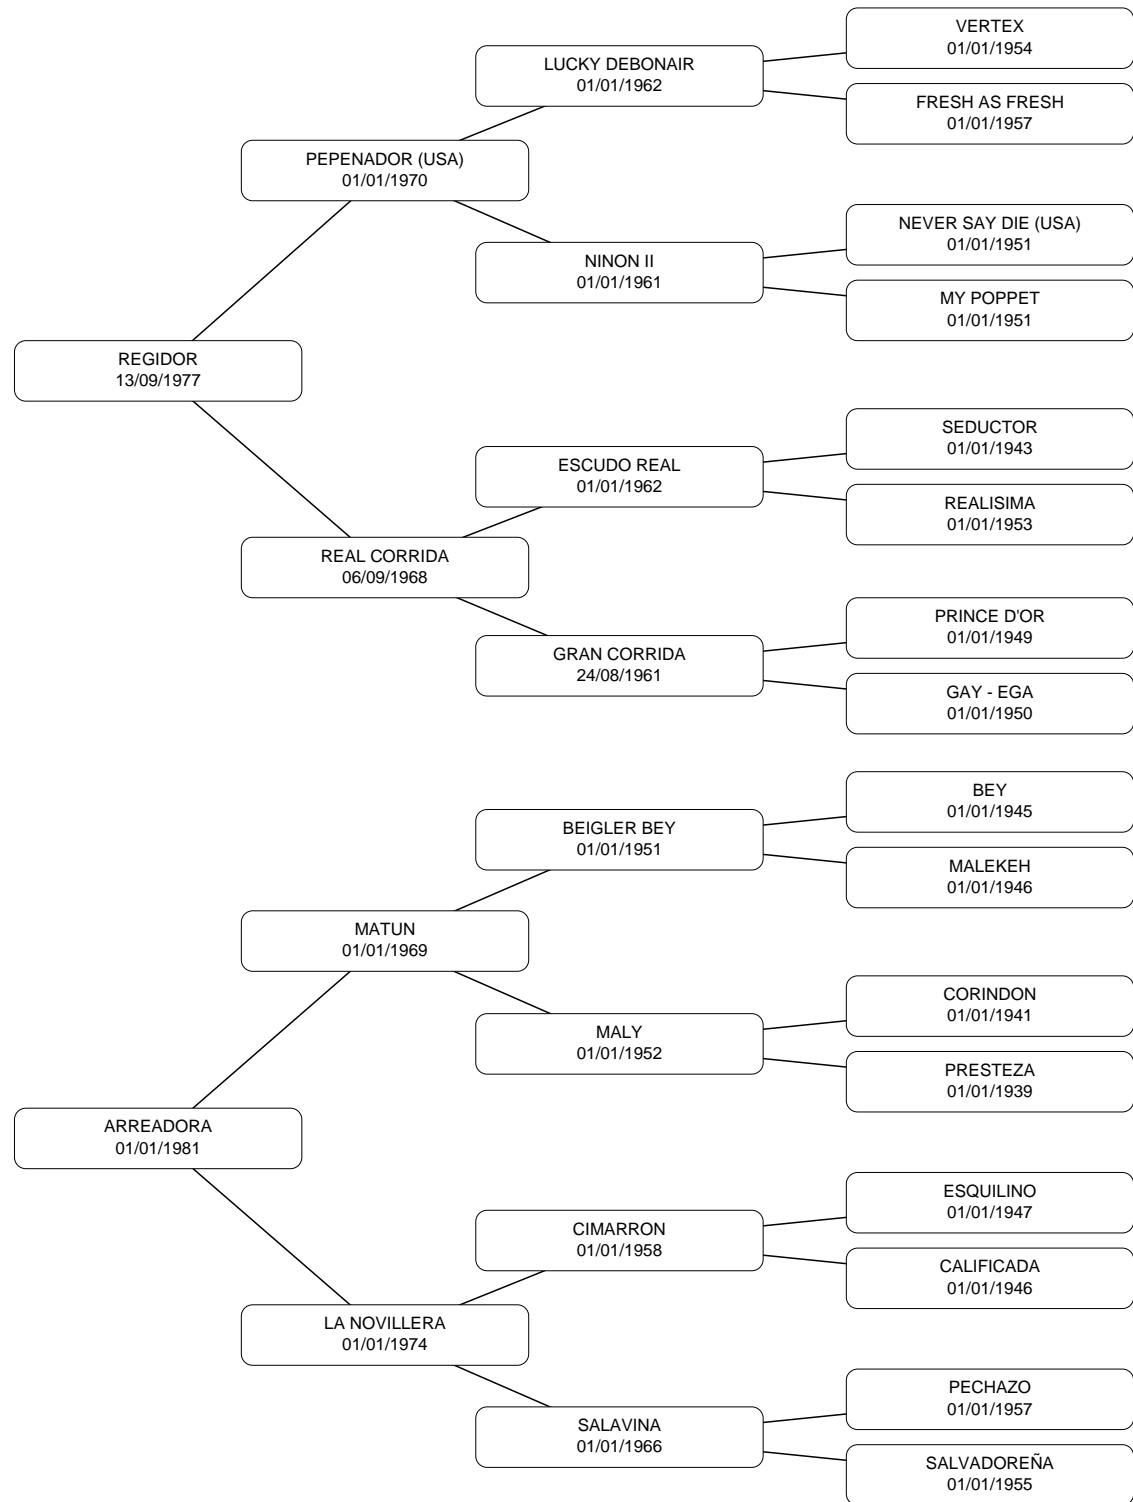 VERTEX
01/01/1954
LUCKY DEBONAIR
01/01/1962
FRESH AS FRESH
01/01/1957
PEPENADOR (USA)
01/01/1970
NEVER SAY DIE (USA)
01/01/1951
NINON II
01/01/1961
MY POPPET
01/01/1951
REGIDOR
13/09/1977
SEDUCTOR
01/01/1943
ESCUDO REAL
01/01/1962
REALISIMA
01/01/1953
REAL CORRIDA
06/09/1968
PRINCE D'OR
01/01/1949
GRAN CORRIDA
24/08/1961
GAY - EGA
01/01/1950
BEY
01/01/1945
BEIGLER BEY
01/01/1951
MALEKEH
01/01/1946
MATUN
01/01/1969
CORINDON
01/01/1941
MALY
01/01/1952
PRESTEZA
01/01/1939
ARREADORA
01/01/1981
ESQUILINO
01/01/1947
CIMARRON
01/01/1958
CALIFICADA
01/01/1946
LA NOVILLERA
01/01/1974
PECHAZO
01/01/1957
SALAVINA
01/01/1966
SALVADOREÑA
01/01/1955